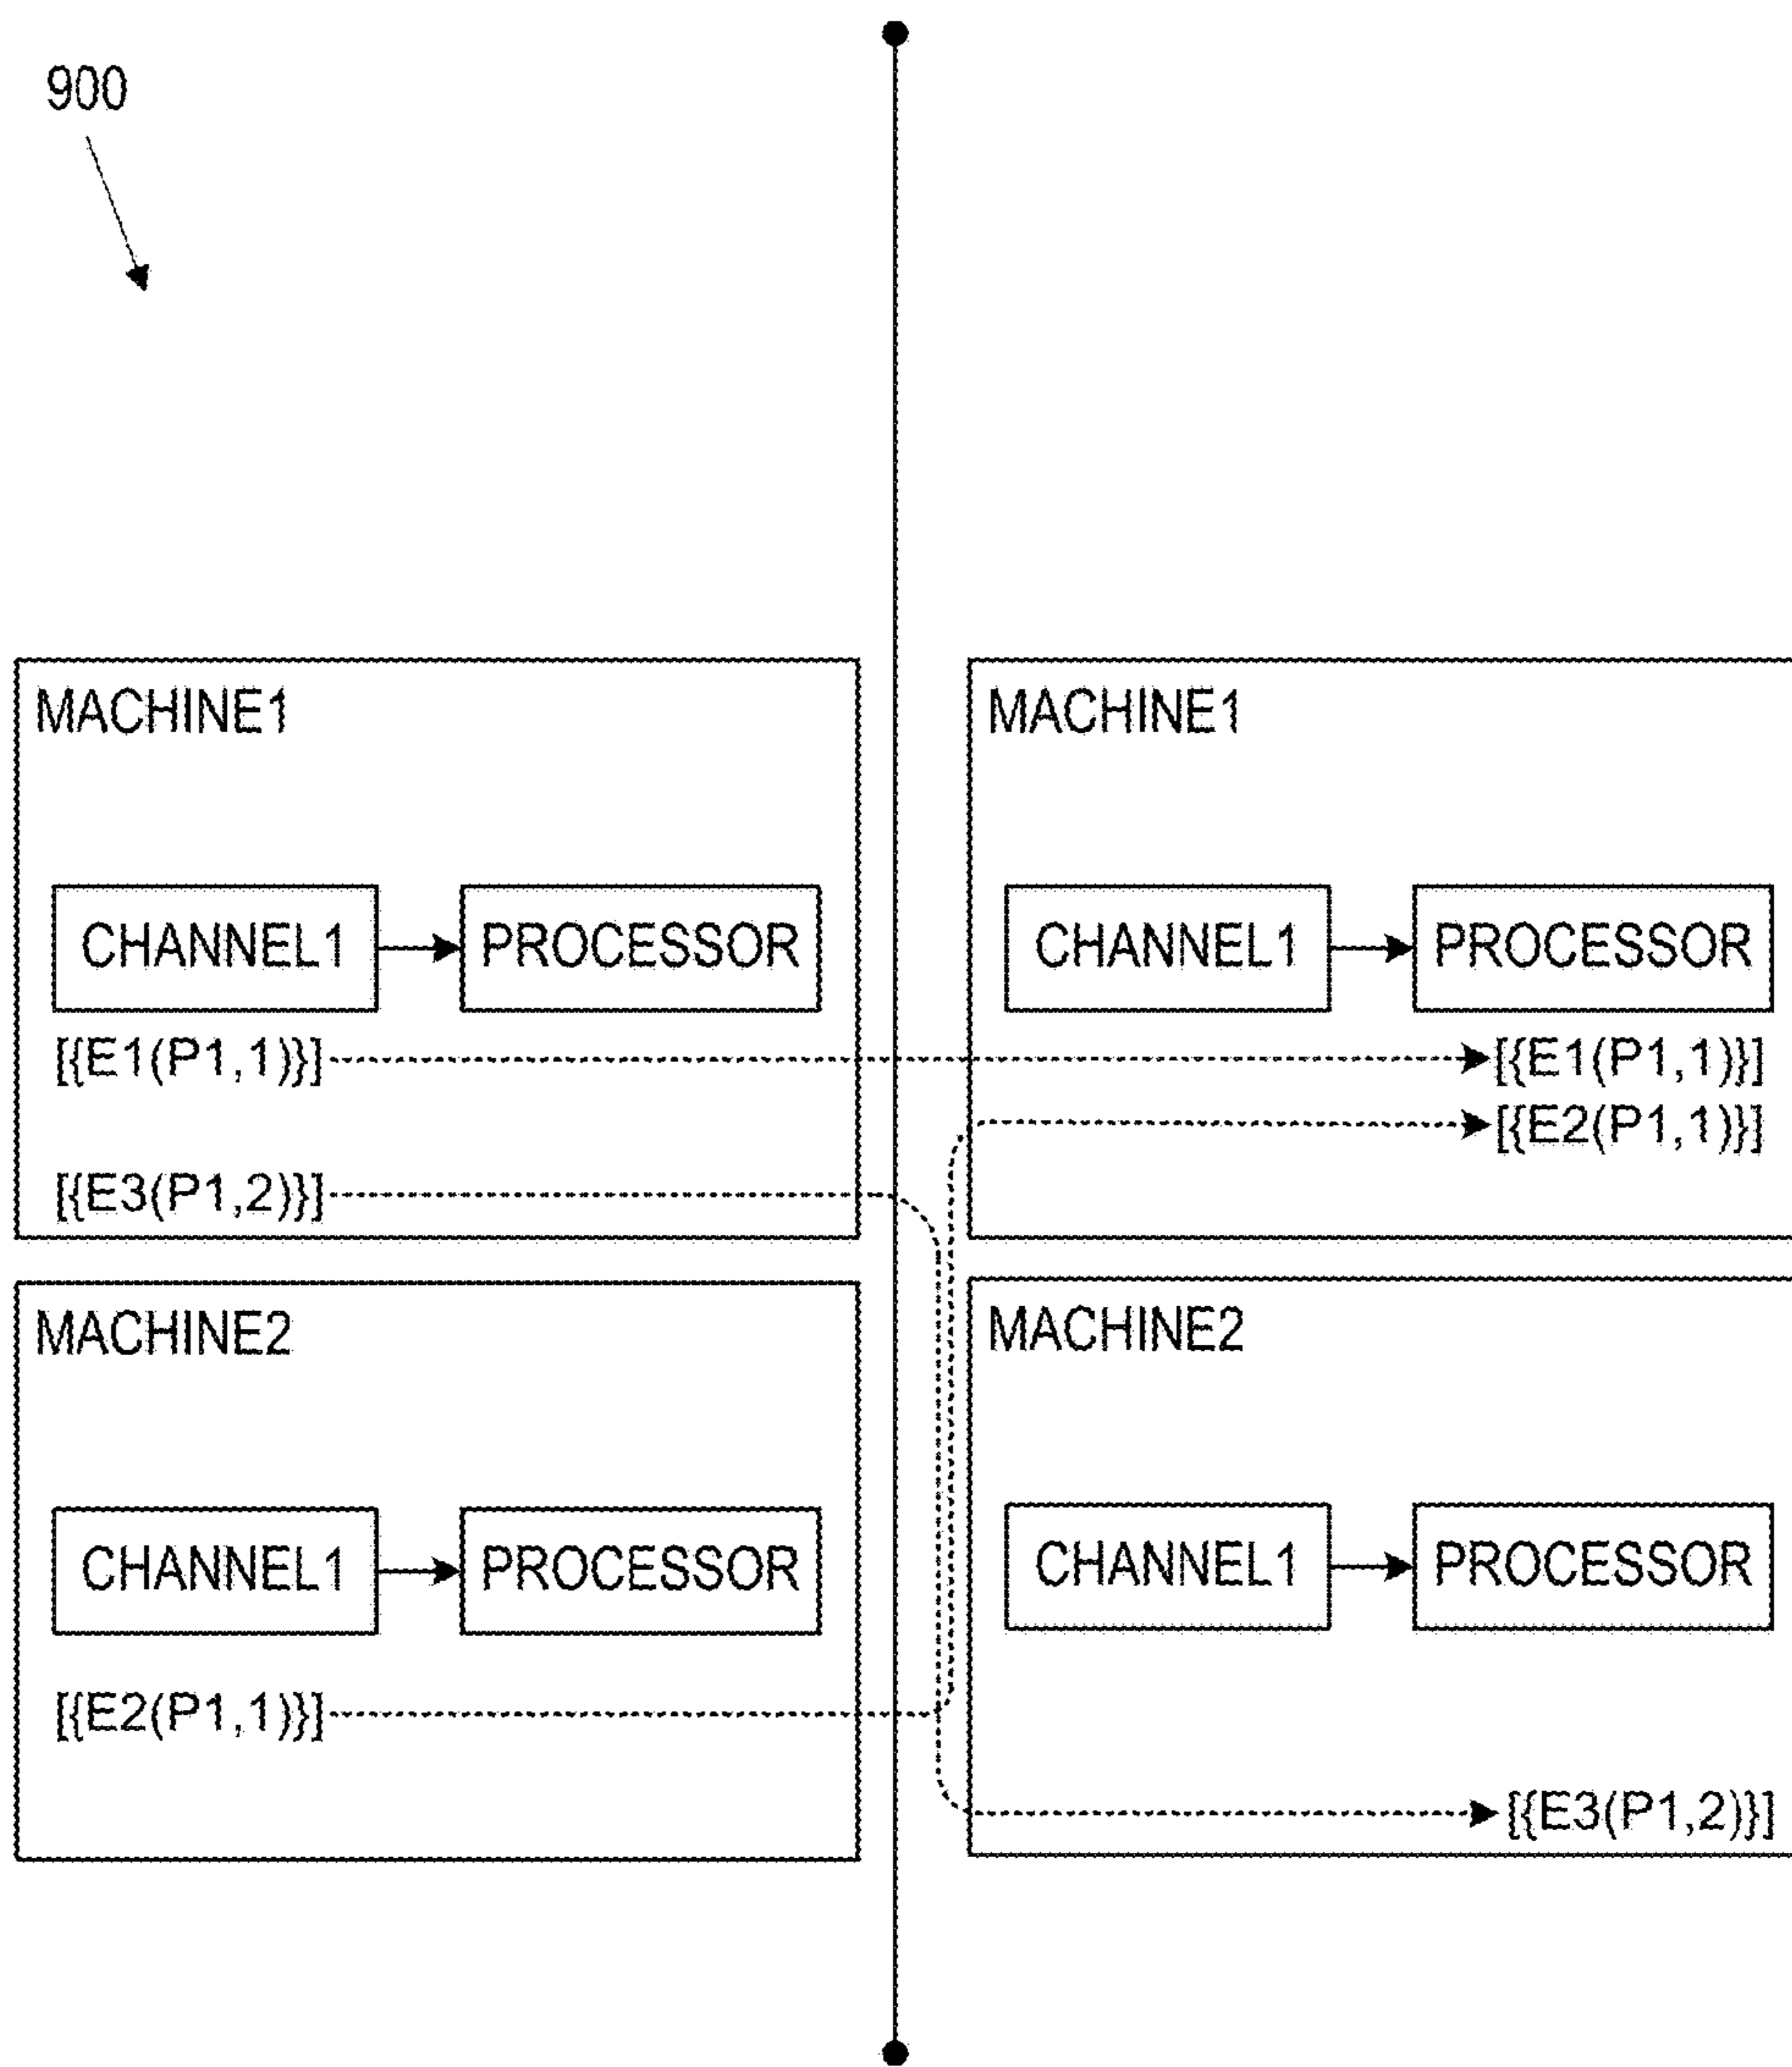 900
MACHINE1
CHANNEL1
PROCESSOR
[{E1(P1,1)}]
[{E3(P1,2)}]
MACHINE2
CHANNEL1
PROCESSOR
[{E2(P1,1)}]
MACHINE1
CHANNEL1
PROCESSOR
[{E1(P1,1)}]
[{E2(P1,1)}]
MACHINE2
CHANNEL1
PROCESSOR
[{E3(P1,2)}]